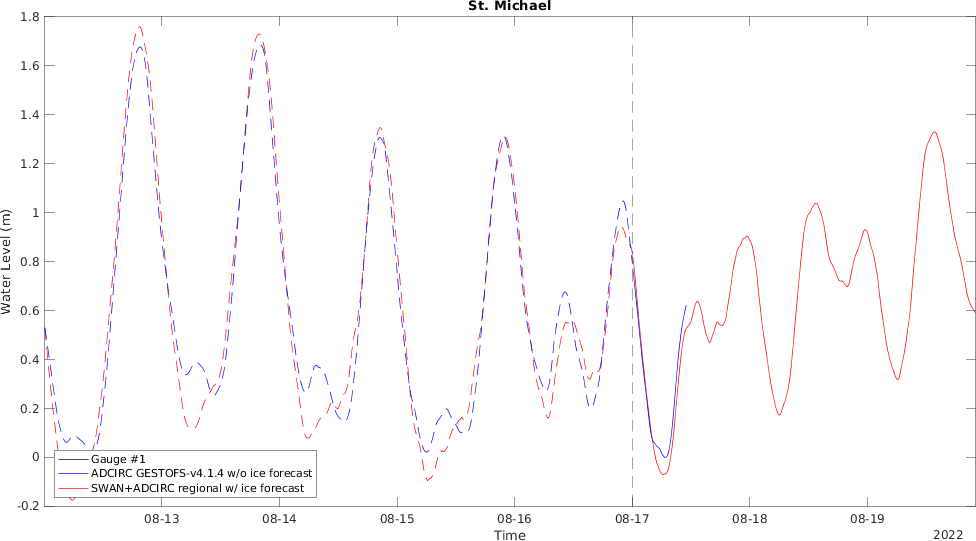 St. Michael
1.8
1.6
1.4
1.2
1
0.8
0.6
0.4
0.2
0
-0.2
Water Level (m)
Gauge #1
ADCIRC GESTOFS-v4.1.4 w/o ice forecast
SWAN+ADCIRC regional w/ ice forecast
08-13 08-14 08-15 08-16 08-17 08-18 08-19
Time
2022